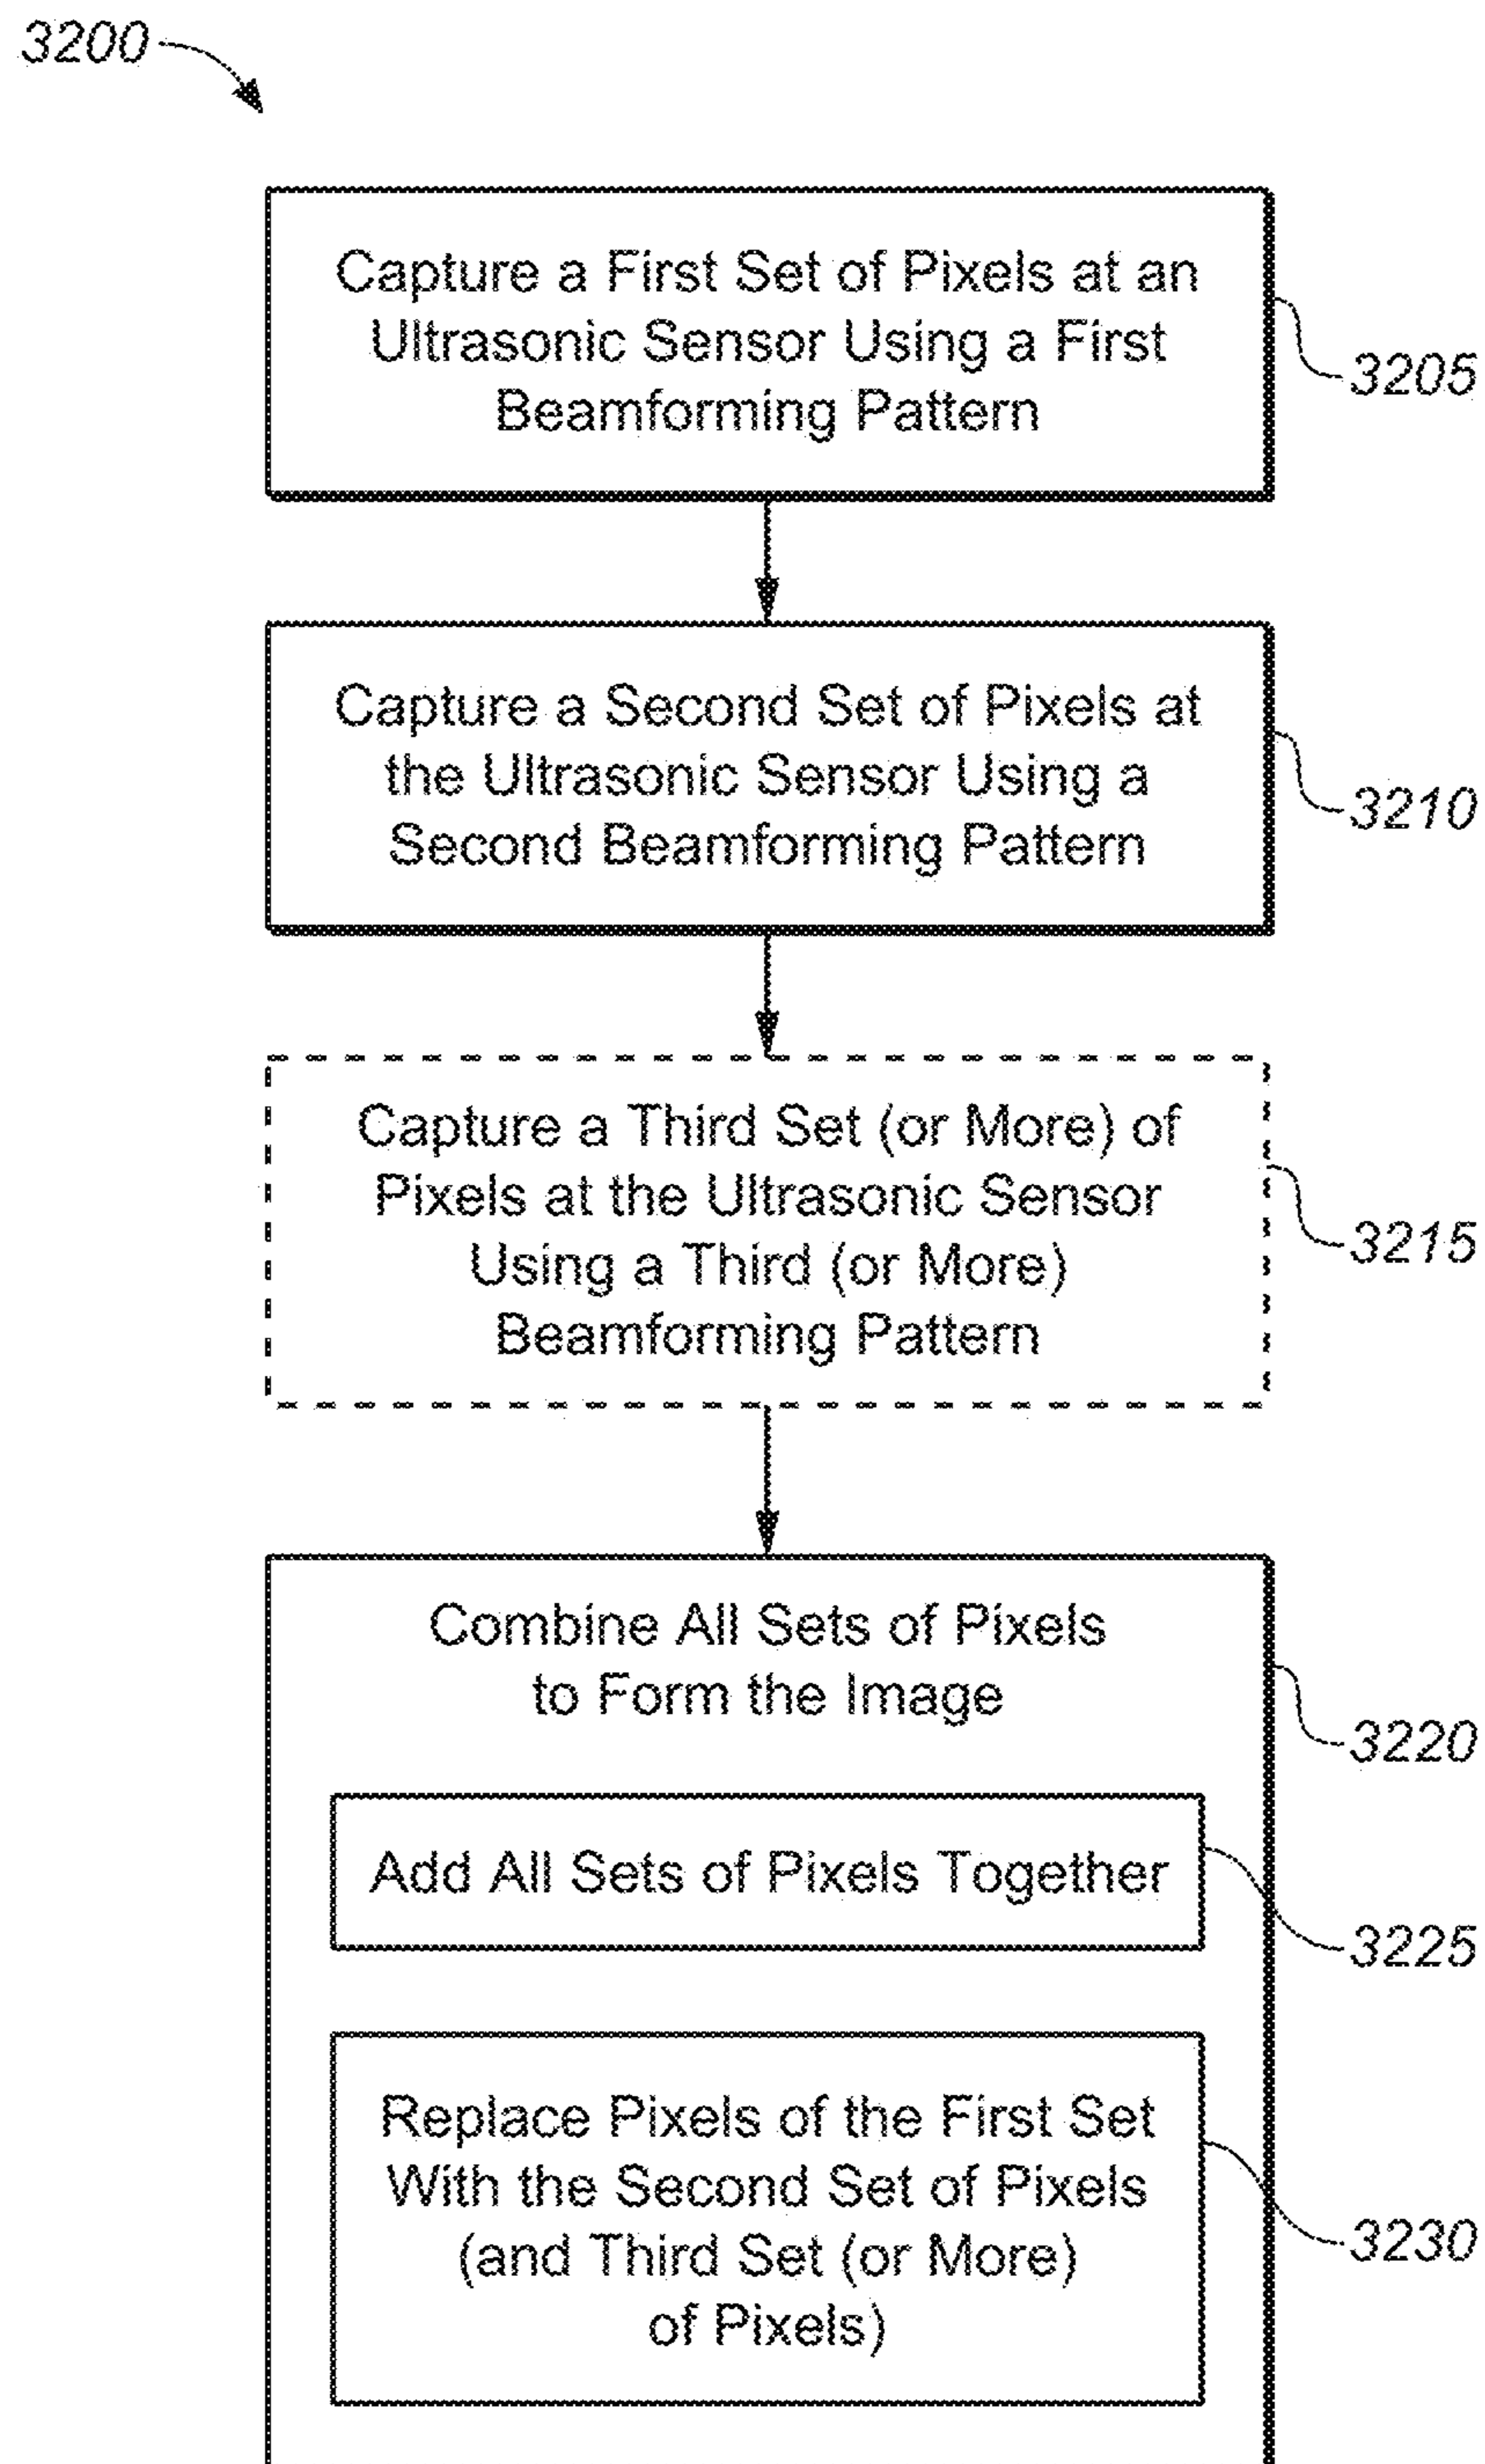 3200
Capture a First Set of Pixels at an
Ultrasonic Sensor Using a First
Beamforming Pattern
3205
Capture a Second Set of Pixels at
the Ultrasonic Sensor Using a
Second Beamforming Pattern
3210
Capture a Third Set (or More) of
Pixels at the Ultrasonic Sensor
Using a Third (or More)
Beamforming Pattern
3215
Combine All Sets of Pixels
to Form the Image
3220
Add All Sets of Pixels Together
3225
Replace Pixels of the First Set
With the Second Set of Pixels
(and Third Set (or More)
of Pixels)
3230